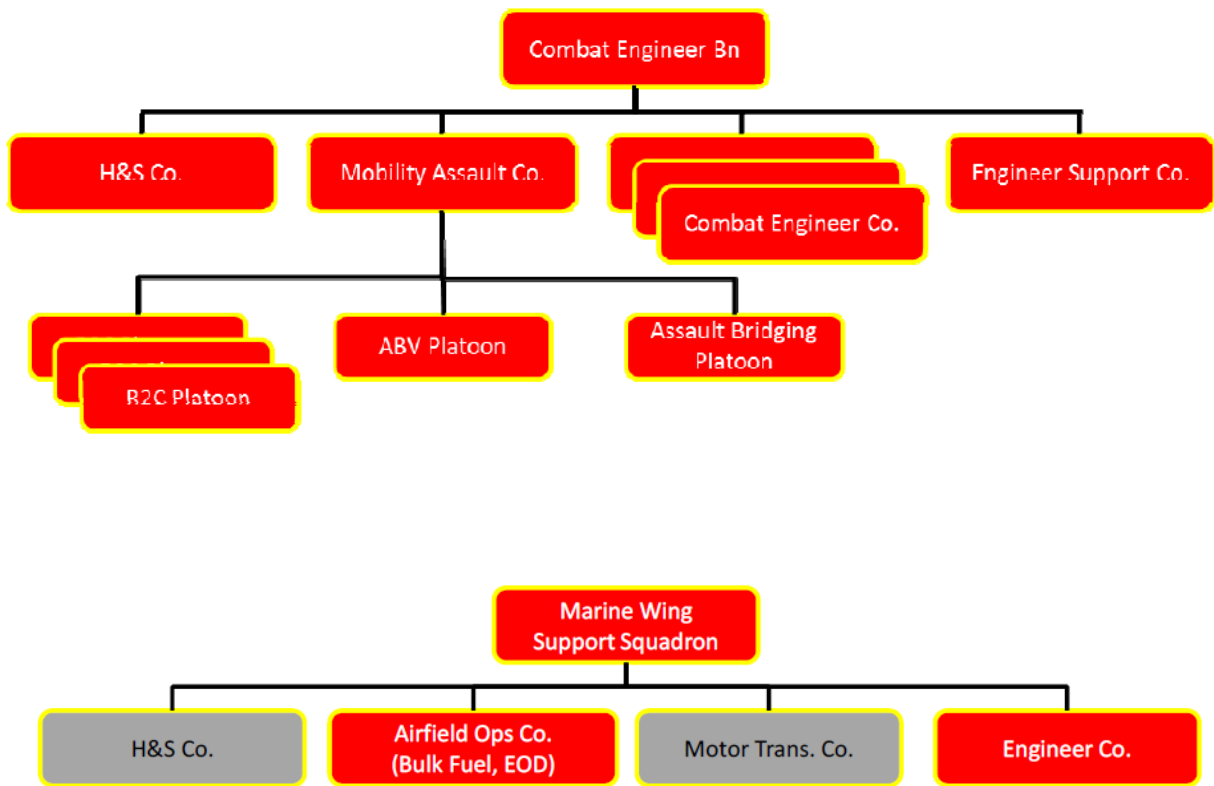 Combat Engineer Bn
H&S Co.
Mobility Assault Co.
Combat Engineer Co.
Engineer Support Co.
B2C Platoon
ABV Platoon
Assault Bridging
Platoon
Marine Wing
Support Squadron
H&S Co.
Airfield Ops Co.
(Bulk Fuel, EOD)
Motor Trans. Co.
Engineer Co.